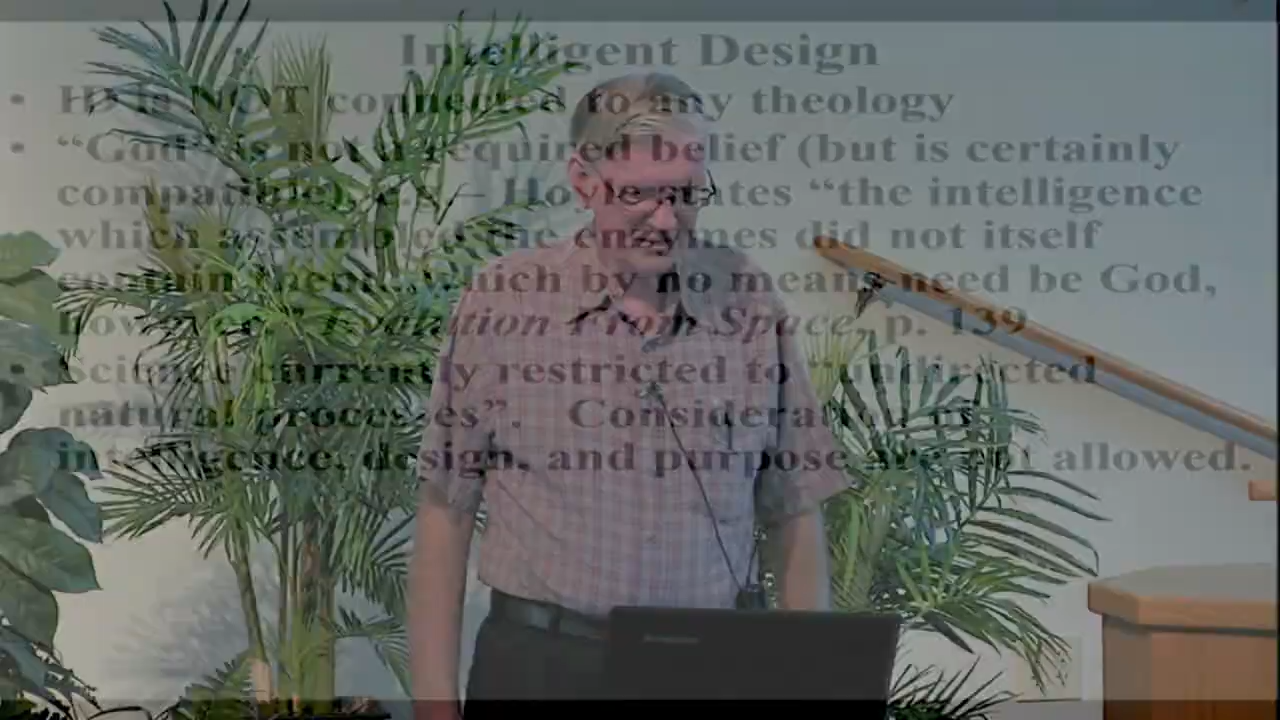 Intelligent Design
• ID is NOT connected to any theology
• “God” is not a required belief (but is certainly
compatible), e.g. – Hoyle states “the intelligence
which assembled the enzymes did not itself
contain them...which by no means need be God,
however.” Evolution From Space, p. 139
• Science currently restricted to “undirected
natural processes”. Consideration of
intelligence, design, and purpose are not allowed.